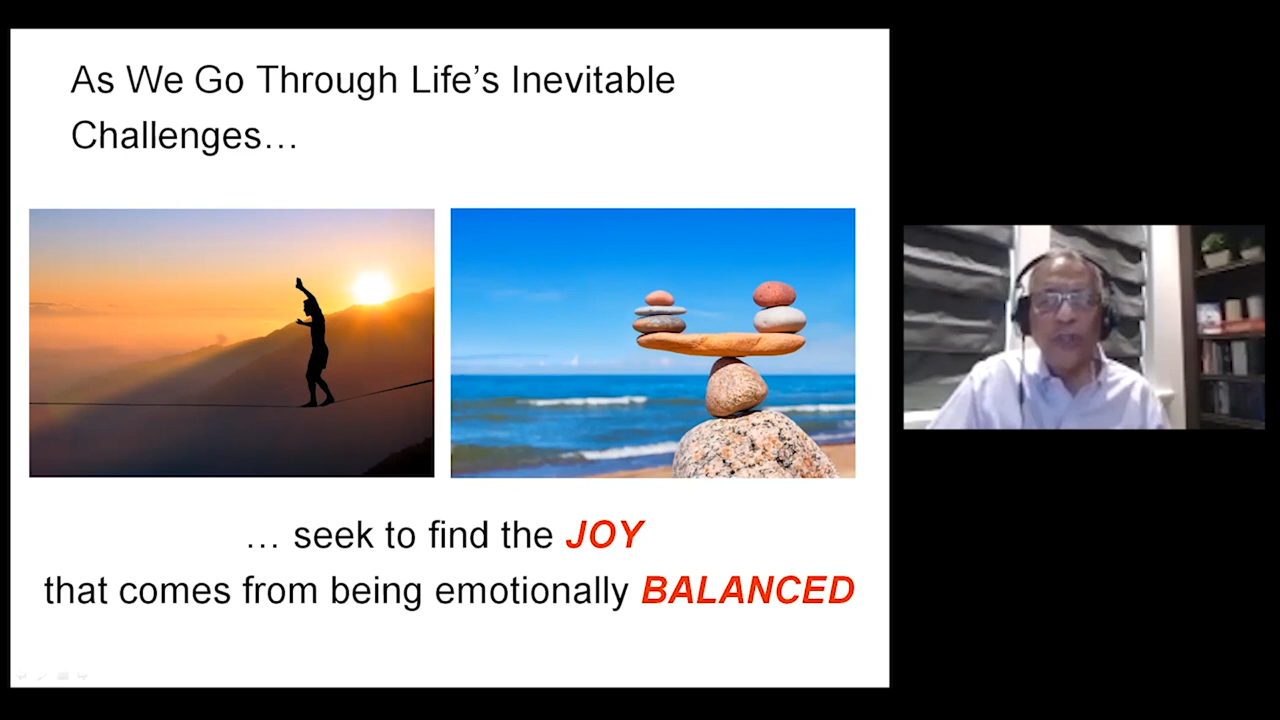 As We Go Through Life’s Inevitable
Challenges…
… seek to find the JOY
that comes from being emotionally BALANCED